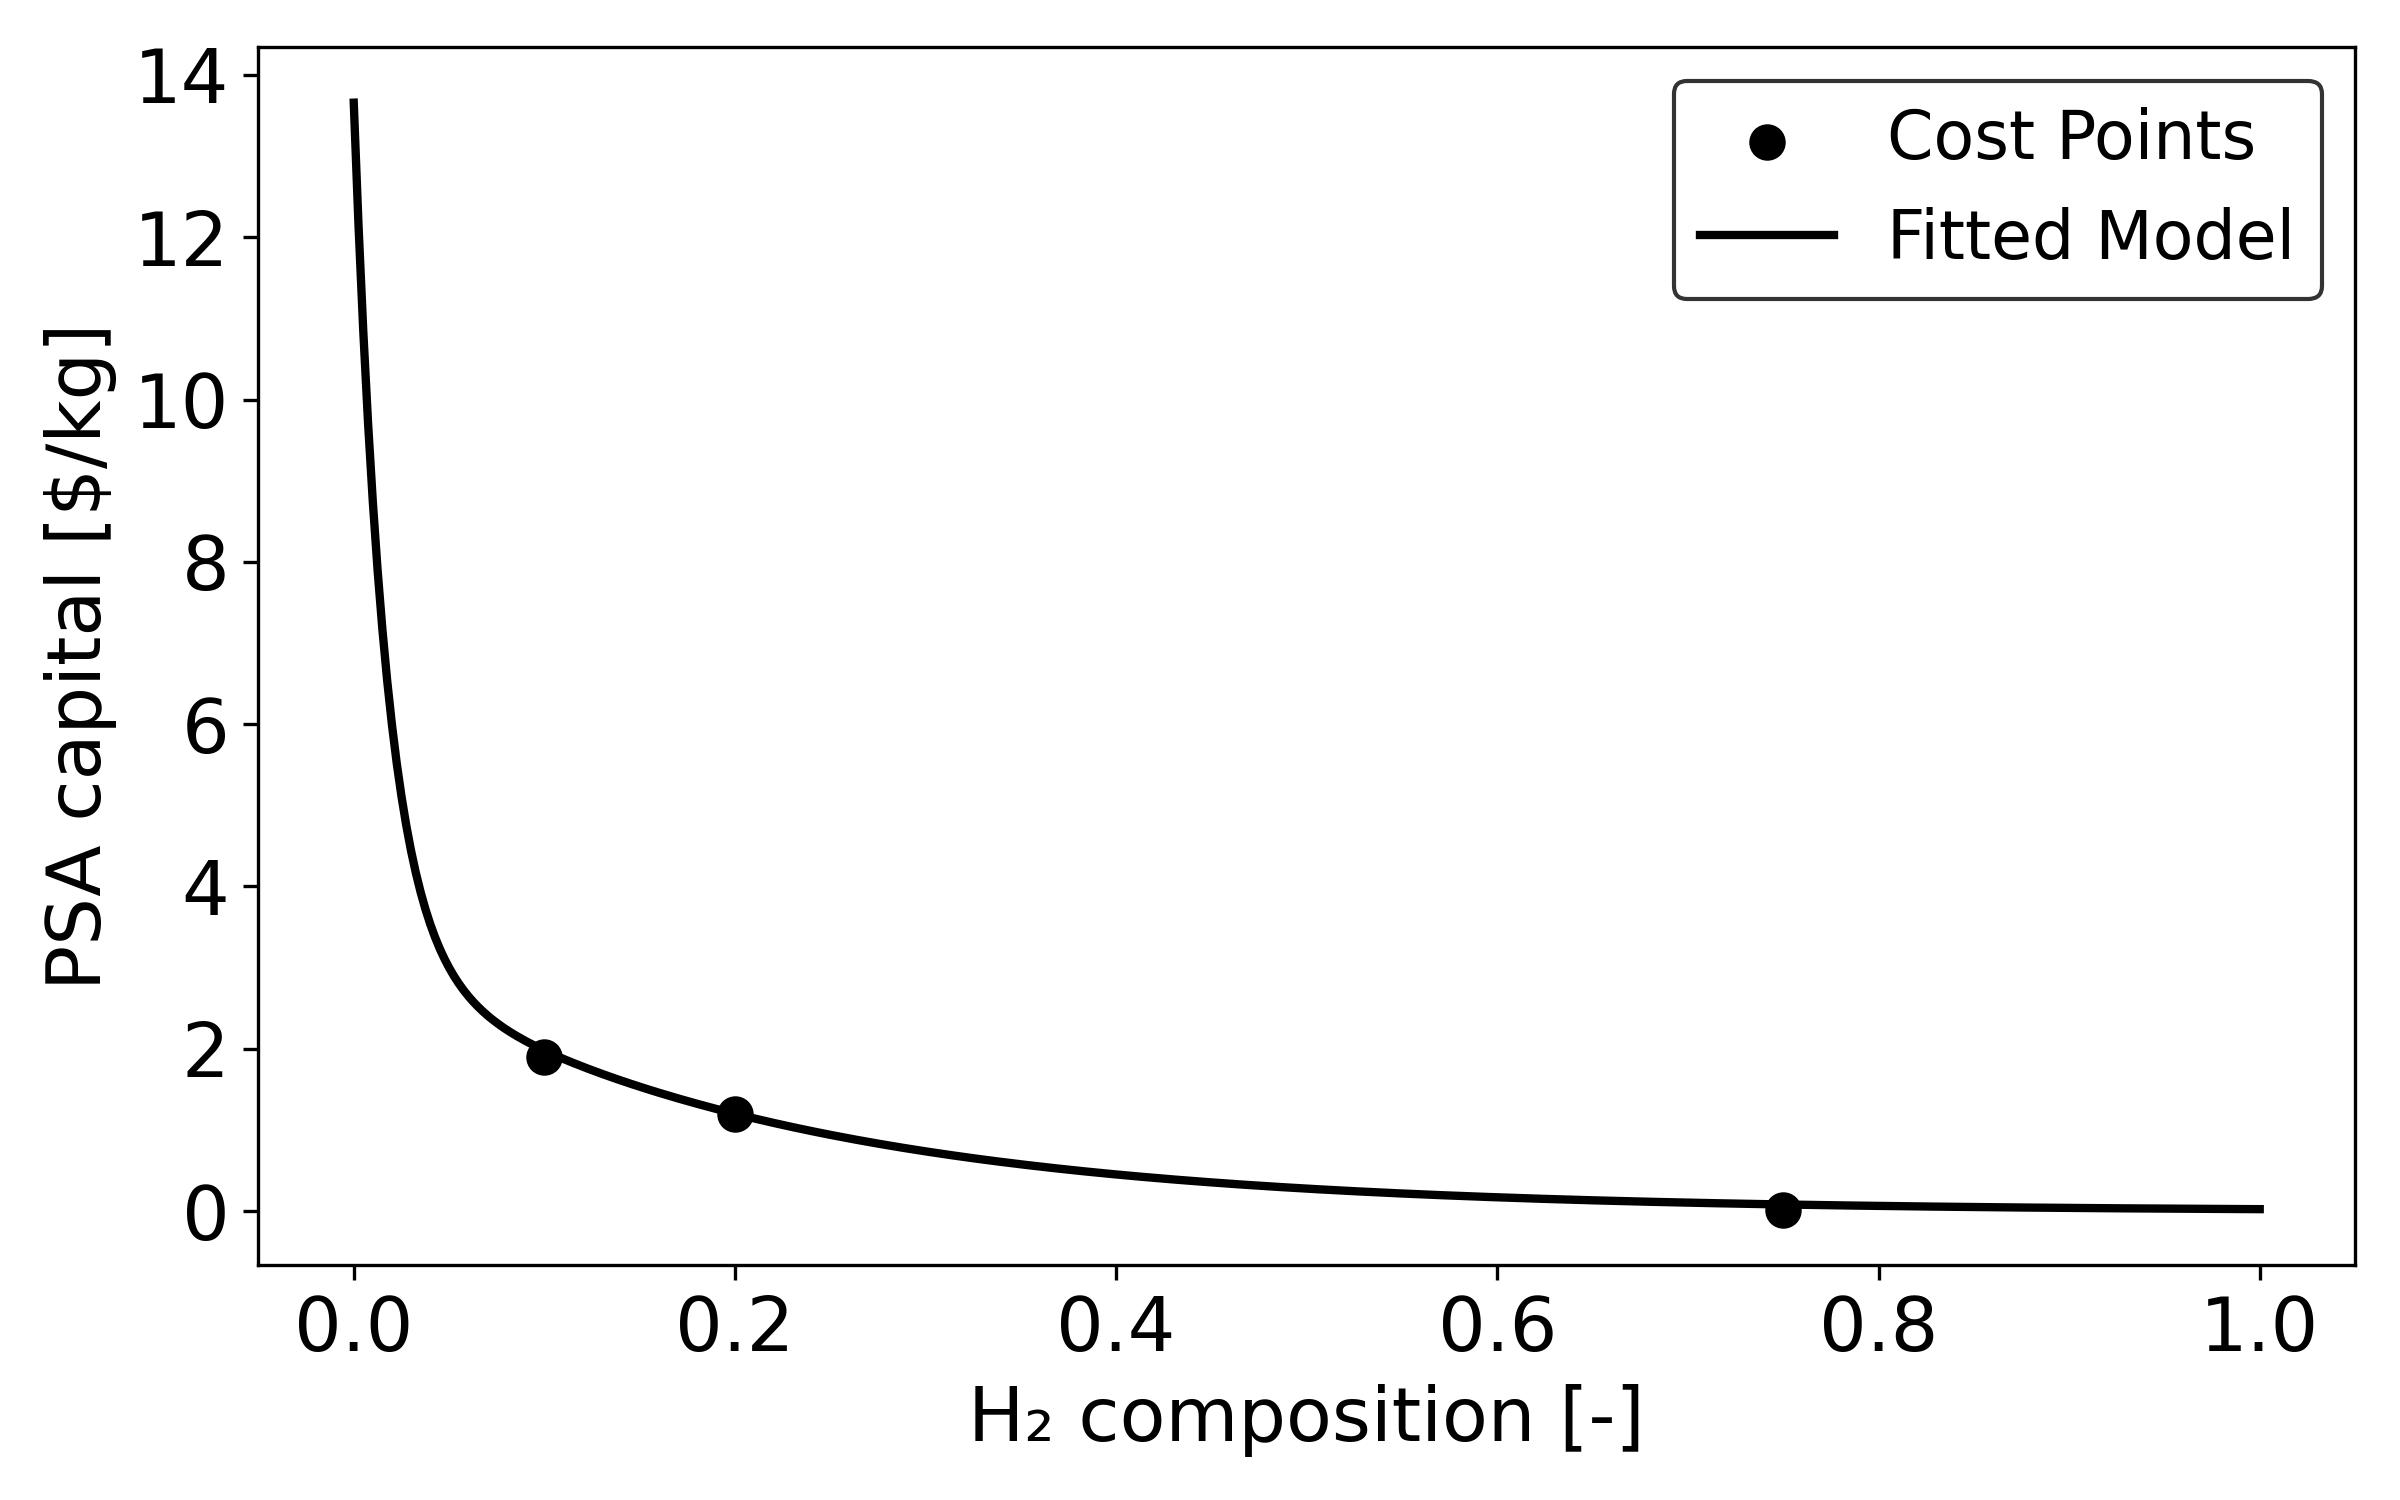 14
12
10
8
6
4
2
0
PSA capital [$/kg]
Cost Points
Fitted Model
0.0 0.2 0.4 0.6 0.8 1.0
H₂ composition [-]